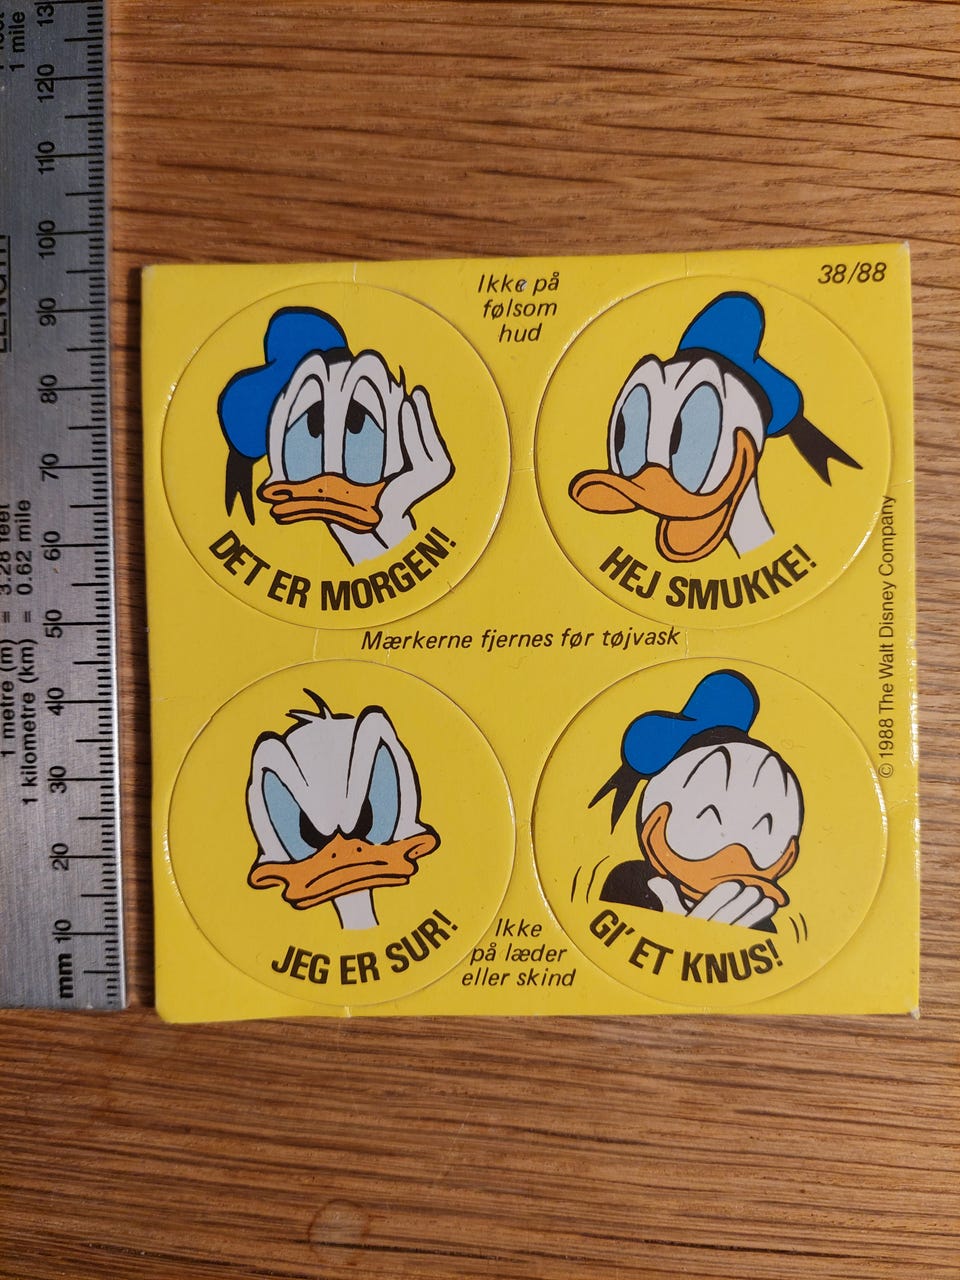 Ikke på
følsom
hud
38/88
DET ER MORGEN!
HEJ SMUKKE!
Mærkerne fjernes før tøjvask
© 1988 The Walt Disney Company
JEG ER SUR!
GI' ET KNUS!
Ikke
på læder
eller skind
1 mile
1 metre (m) = 3.28 feet
1 kilometre (km) = 0.62 mile
mm 10 20 30 40 50 60 70 80 90 100 110 120